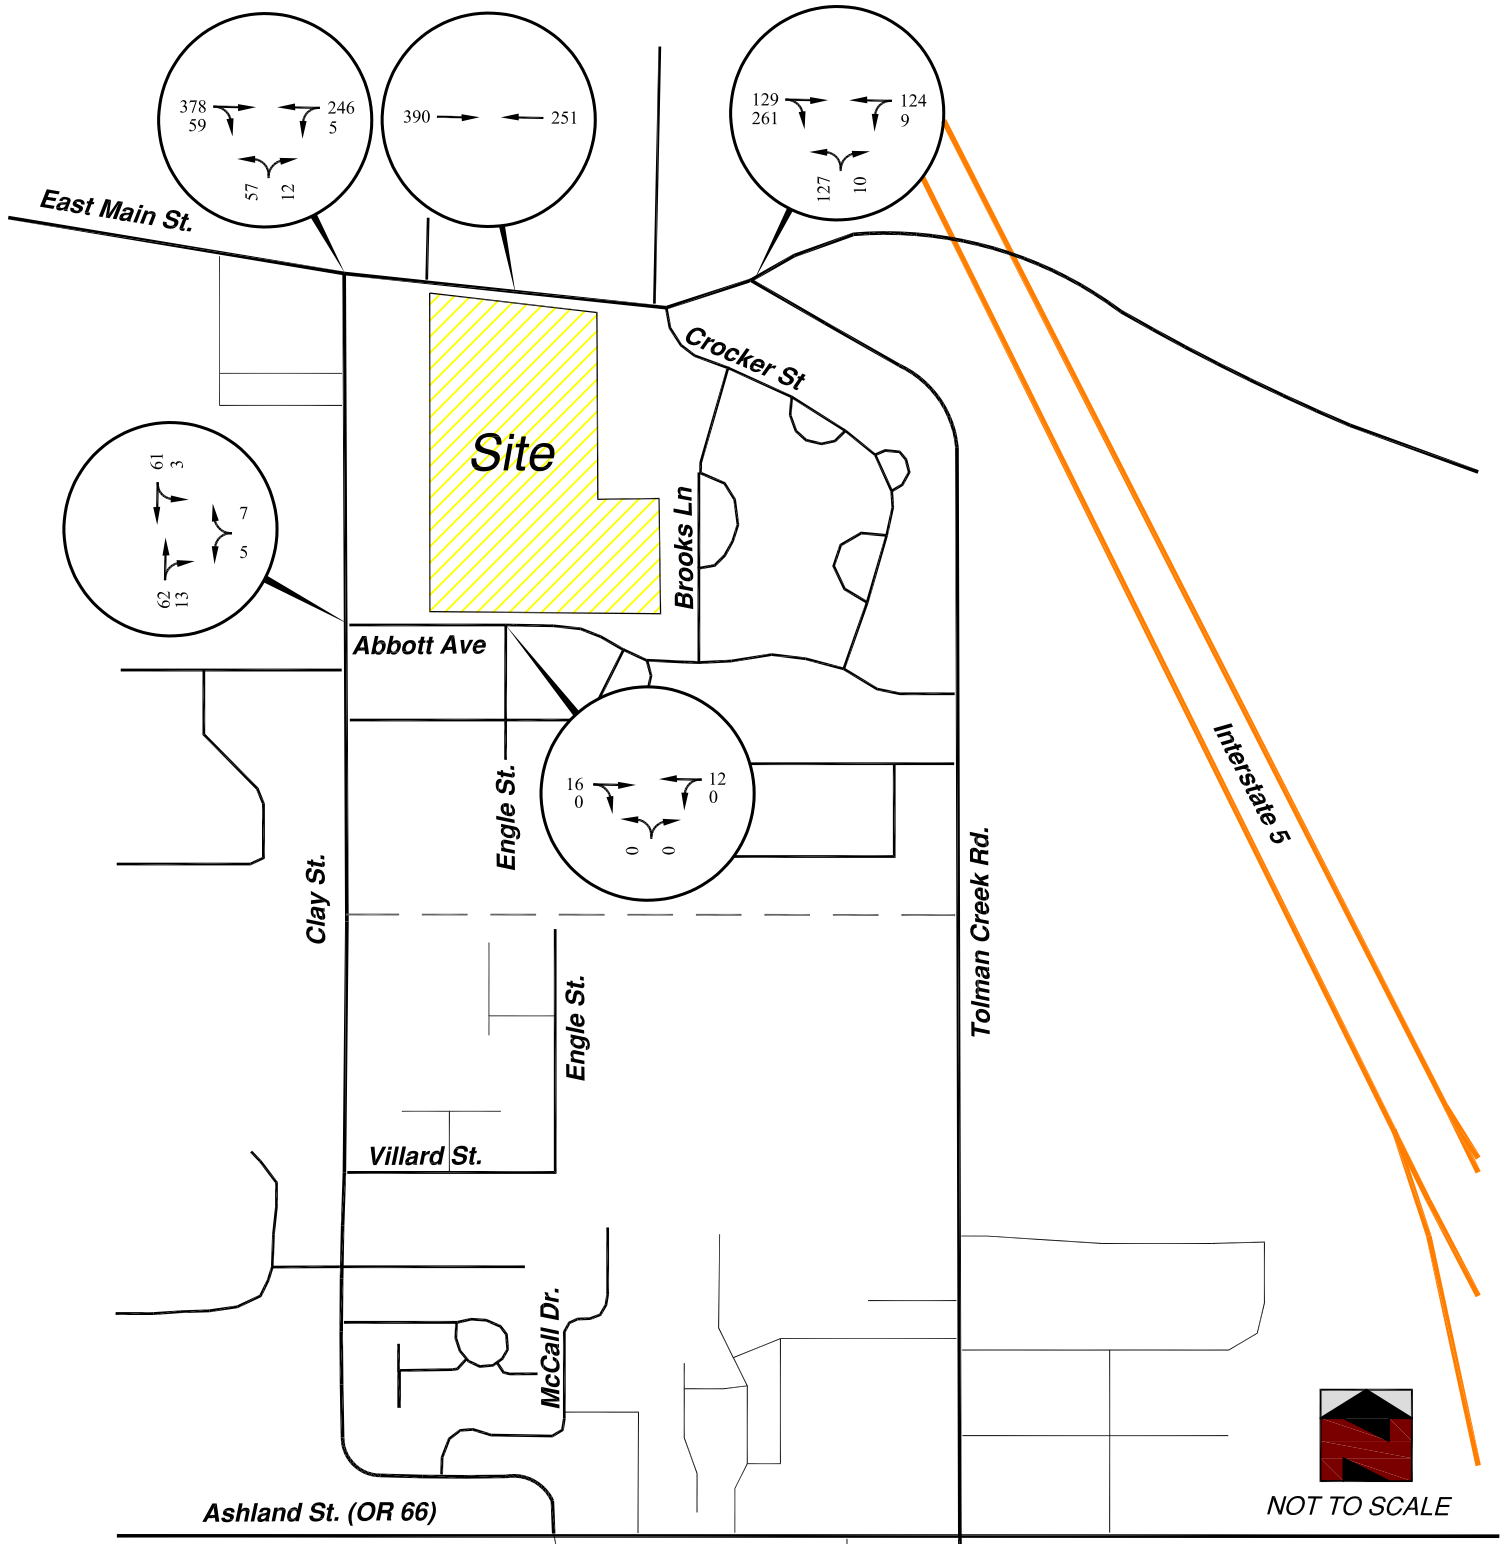 378
59
246
5
57
12
390
251
129
261
124
9
127
10
East Main St.
Crocker St
Site
61
3
7
5
62
13
Brooks Ln
Abbott Ave
16
0
12
0
0
0
Engle St.
Interstate 5
Clay St.
Tolman Creek Rd.
Engle St.
Villard St.
McCall Dr.
Ashland St. (OR 66)
NOT TO SCALE